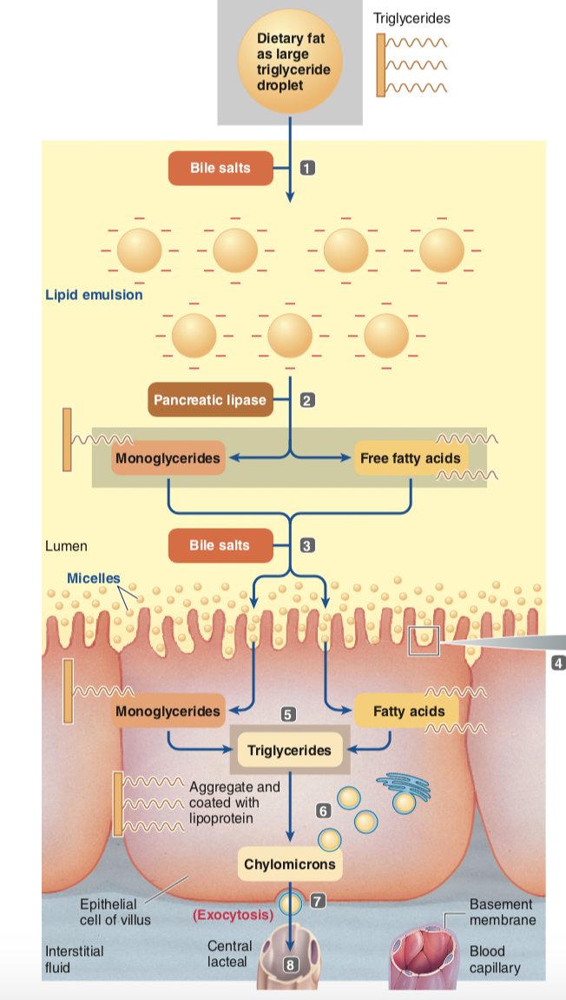 Triglycerides
Dietary fat
as large
triglyceride
droplet
Bile salts
1
Lipid emulsion
Pancreatic lipase
2
Monoglycerides
Free fatty acids
Lumen
Bile salts
3
Micelles
4
Monoglycerides
5
Fatty acids
Triglycerides
Aggregate and
coated with
lipoprotein
6
Chylomicrons
7
Epithelial
cell of villus
(Exocytosis)
Basement
membrane
Interstitial
fluid
Central
lacteal
8
Blood
capillary